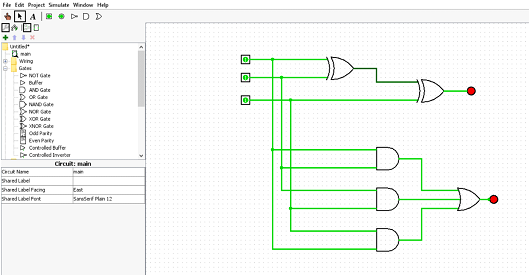 File Edit Project Simulate Window Help
A
Untitled*
main
Wiring
Gates
NOT Gate
Buffer
AND Gate
OR Gate
NAND Gate
NOR Gate
XOR Gate
XNOR Gate
Odd Parity
Even Parity
Controlled Buffer
Controlled Inverter
Circuit: main
Circuit Name main
Shared Label
Shared Label Facing East
Shared Label Font SansSerif Plain 12